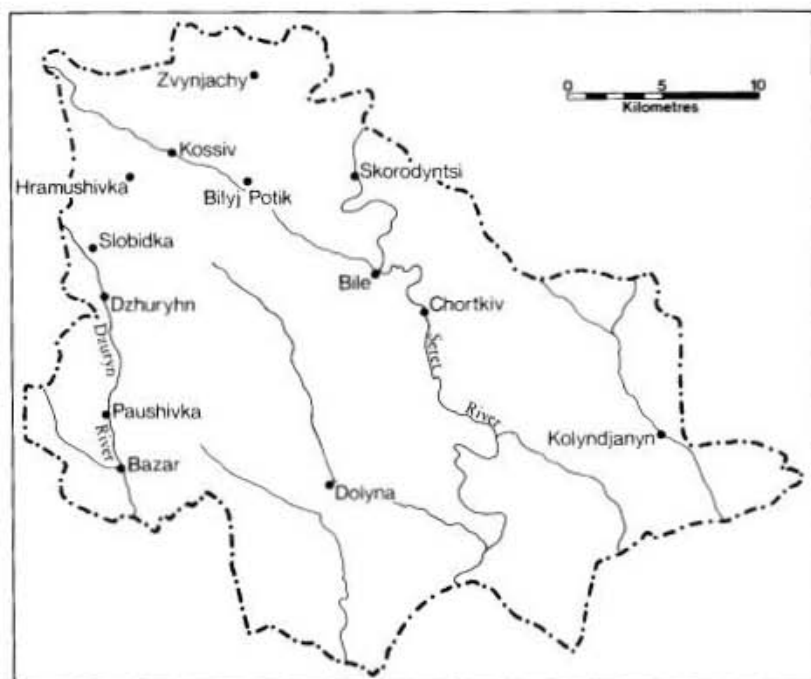 Zvynjachy
0 5 10
Kilometres
Kossiv
Skorodyntsi
Hramushivka
Bilyj Potik
Slobidka
Bile
Dzhuryhn
Chortkiv
Dzuryn
Seret
Paushivka
River
Kolyndjanyn
River
Bazar
Dolyna